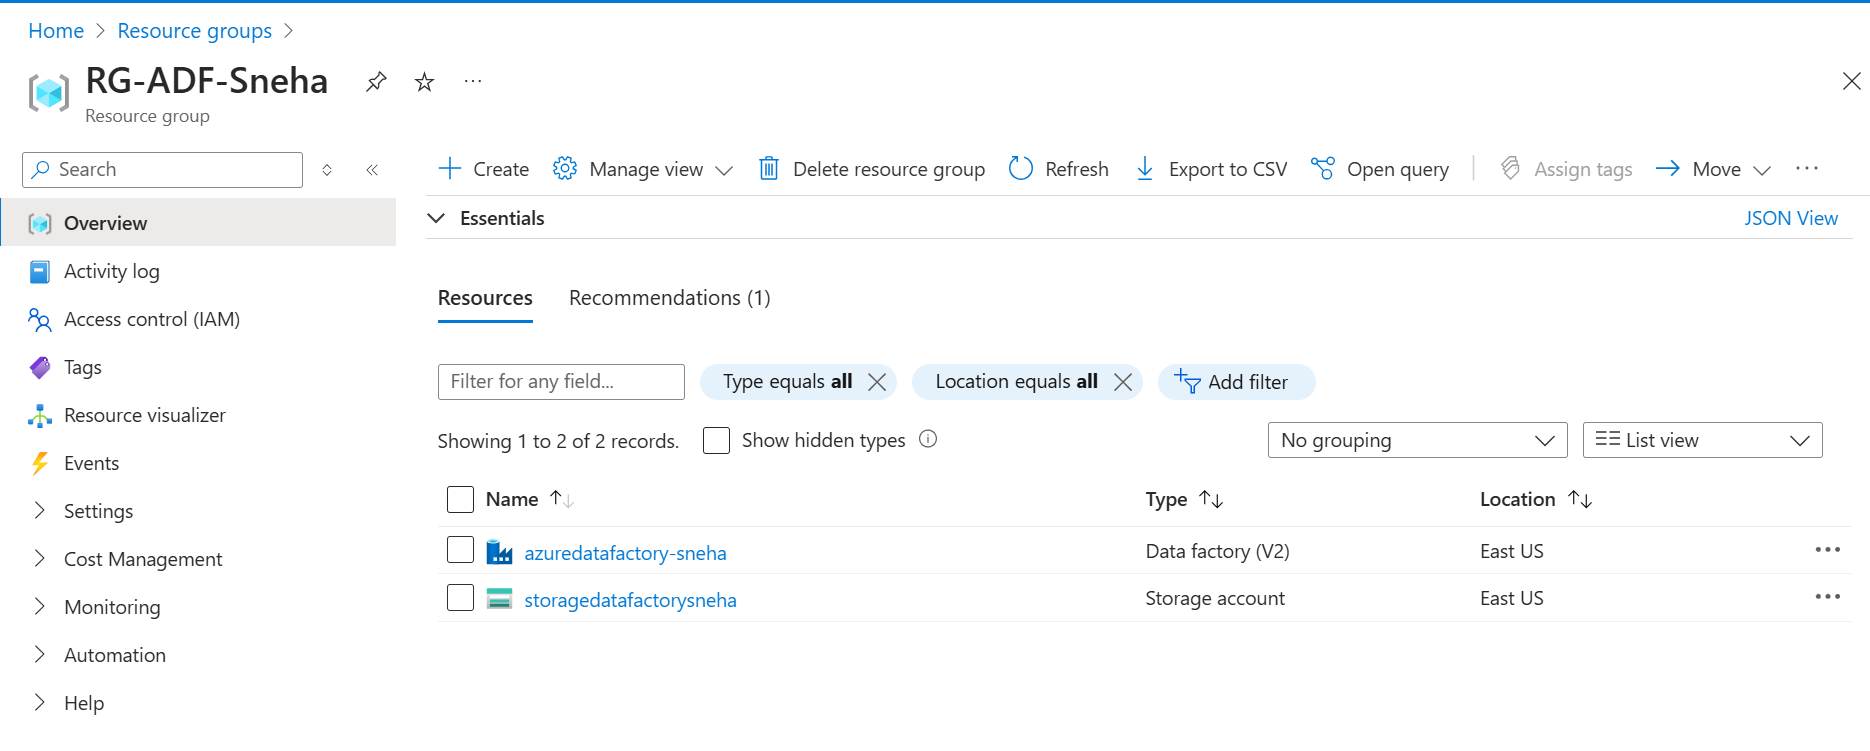 Home > Resource groups >
RG-ADF-Sneha
Resource group
Search
Overview
Activity log
Access control (IAM)
Tags
Resource visualizer
Events
Settings
Cost Management
Monitoring
Automation
Help
Create Manage view Delete resource group Refresh Export to CSV Open query Assign tags Move
Essentials JSON View
Resources Recommendations (1)
Filter for any field... Type equals all Location equals all Add filter
Showing 1 to 2 of 2 records. Show hidden types No grouping List view
Name Type Location
azuredatafactory-sneha Data factory (V2) East US
storagedatafactorysneha Storage account East US